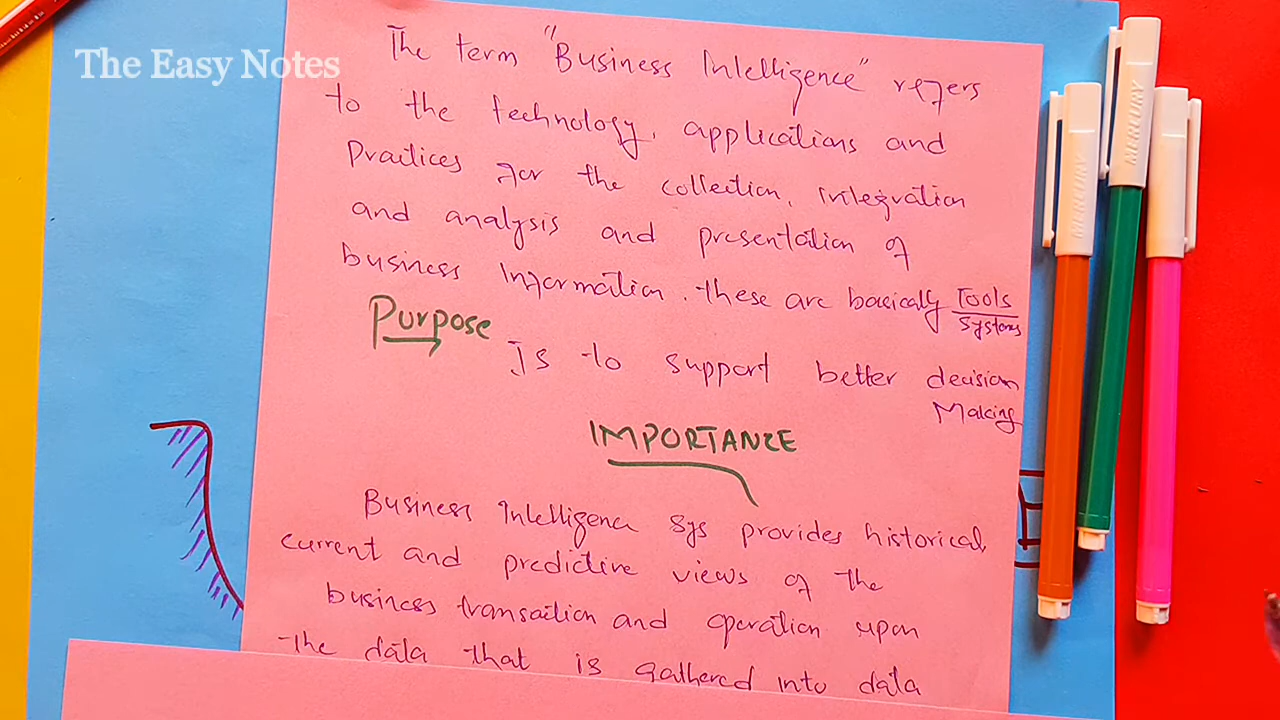 The Easy Notes
The term "Business Intelligence" refers
to the technology, applications and
Practices for the collection, integration
and analysis and presentation of
business Information. these are basically Tools
Systems
Purpose
Is to support better decision
Making
IMPORTANCE
Business Intelligence Sys provides historical,
current and predictive views of the
business transaction and operation upon
the data that is gathered into data
MERCURY
MERCURY
MERCURY